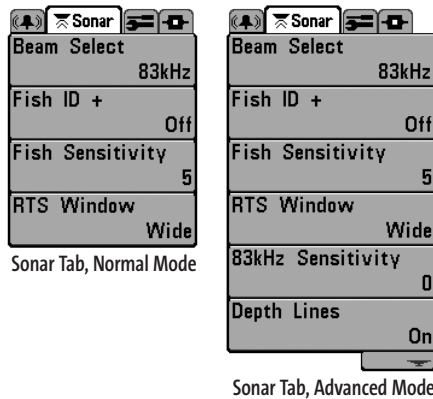 Sonar
Beam Select
83kHz
Fish ID +
Off
Fish Sensitivity
5
RTS Window
Wide
Sonar Tab, Normal Mode
Sonar
Beam Select
83kHz
Fish ID +
Off
Fish Sensitivity
5
RTS Window
Wide
83kHz Sensitivity
0
Depth Lines
On
Sonar Tab, Advanced Mode